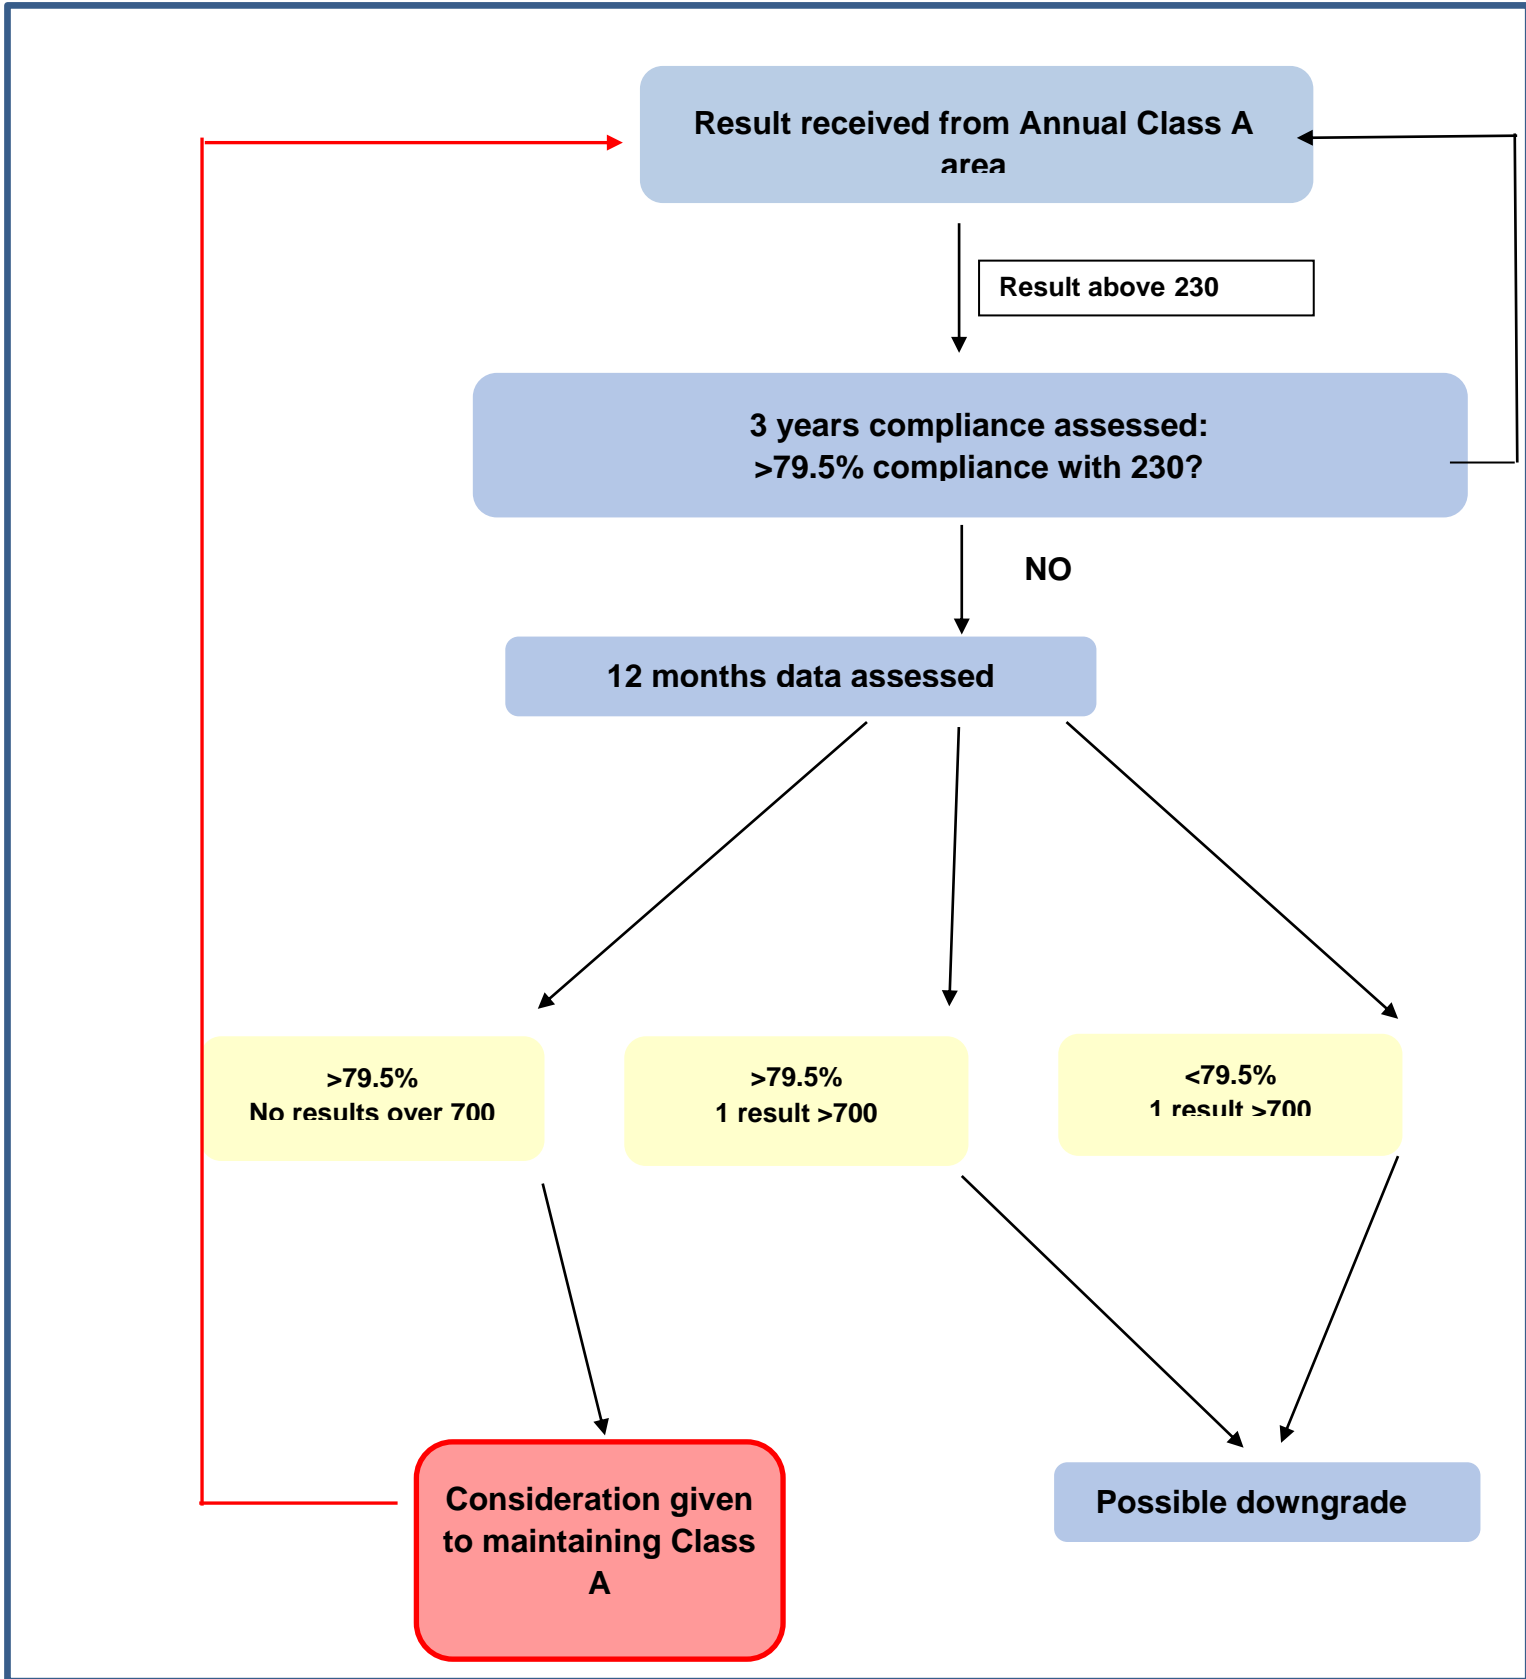 Result received from Annual Class A
area
Result above 230
3 years compliance assessed:
>79.5% compliance with 230?
NO
12 months data assessed
>79.5%
No results over 700
>79.5%
1 result >700
<79.5%
1 result >700
Consideration given
to maintaining Class
A
Possible downgrade